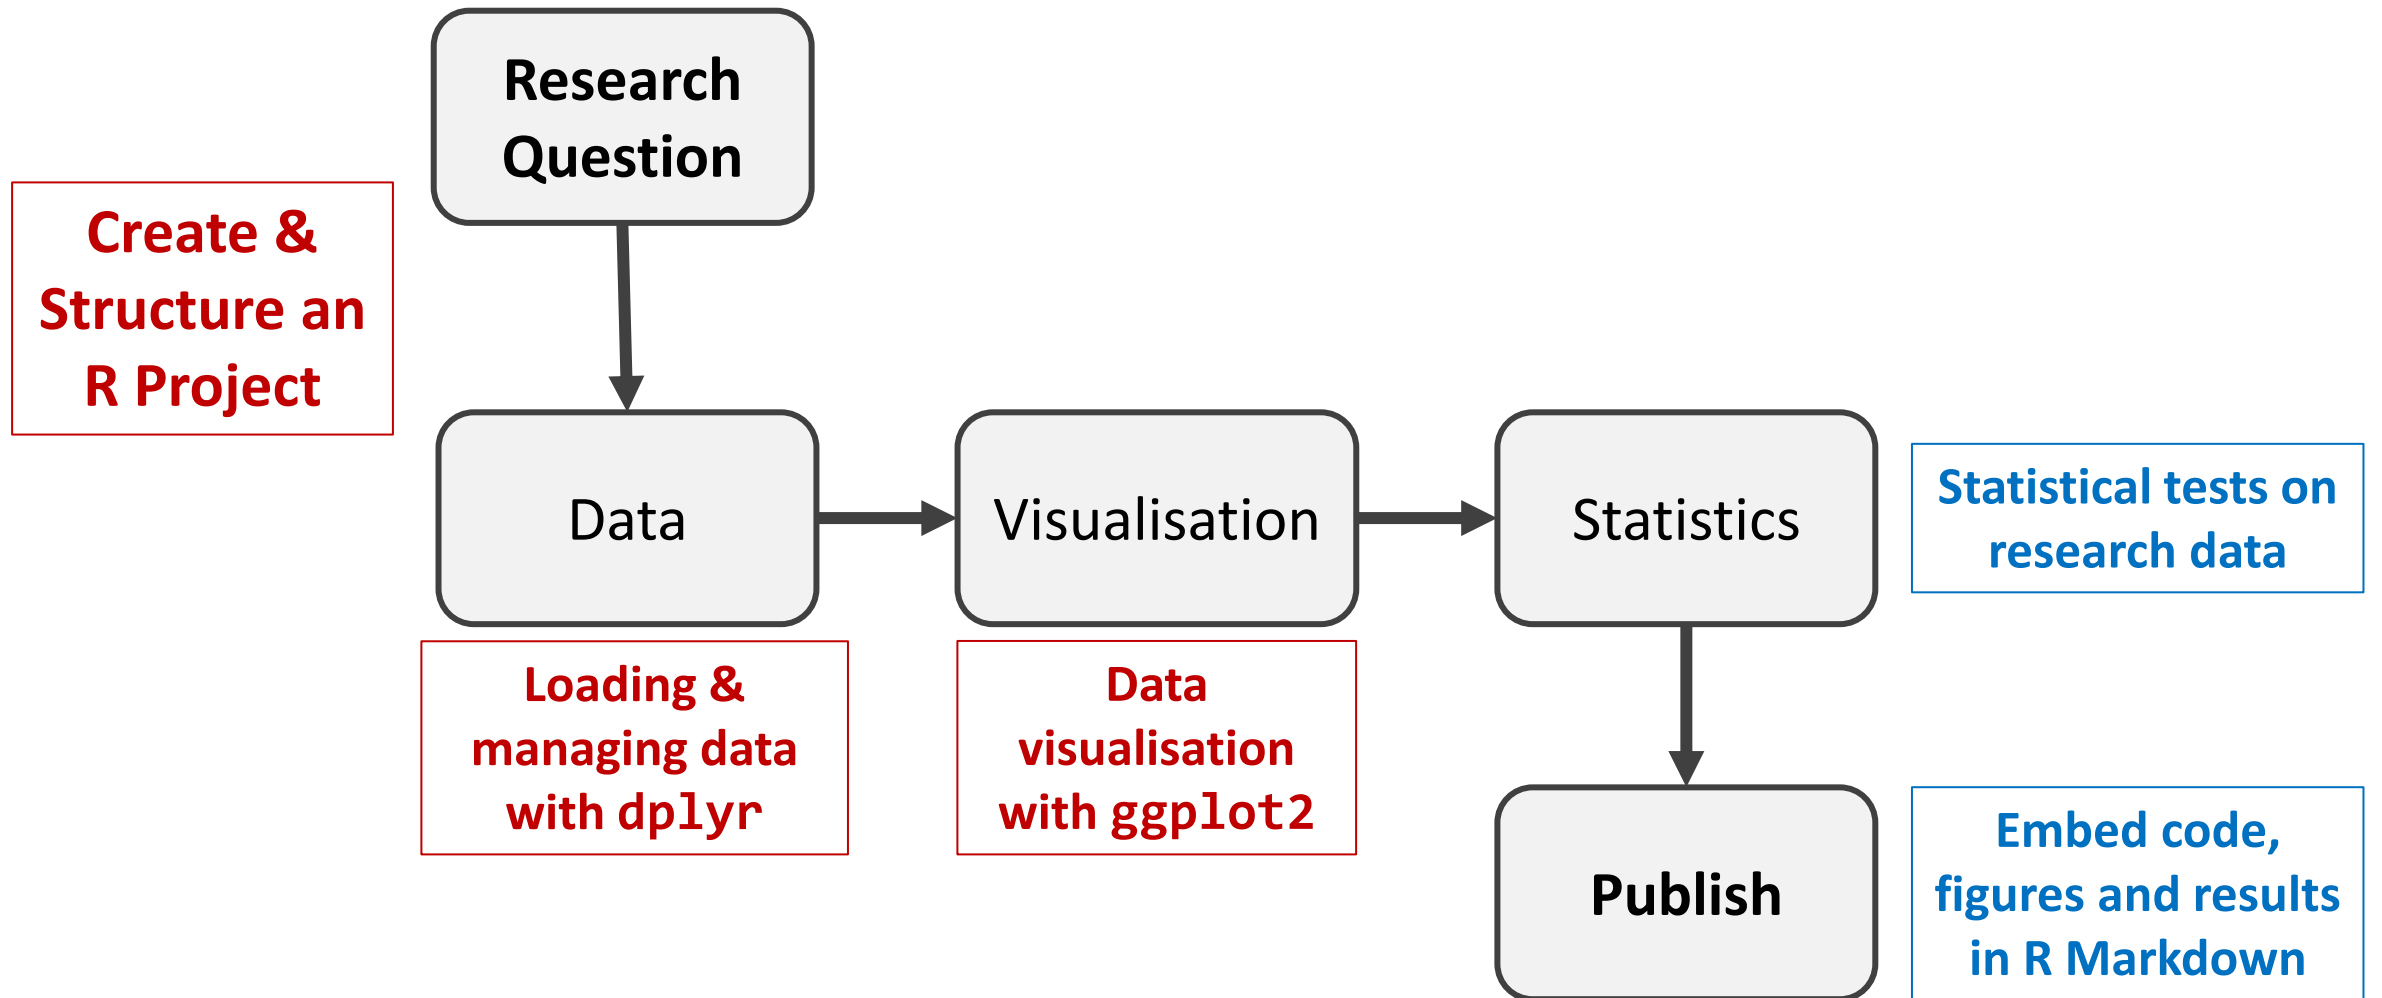 Research
Question
Create &
Structure an
R Project
Data
Visualisation
Statistics
Statistical tests on
research data
Loading &
managing data
with dplyr
Data
visualisation
with ggplot2
Publish
Embed code,
figures and results
in R Markdown